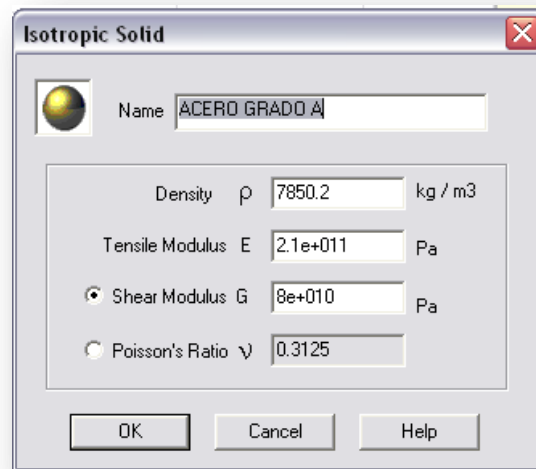 Isotropic Solid
Name ACERO GRADO A
Density ρ 7850.2 kg / m3
Tensile Modulus E 2.1e+011 Pa
Shear Modulus G 8e+010 Pa
Poisson's Ratio ν 0.3125
OK Cancel Help